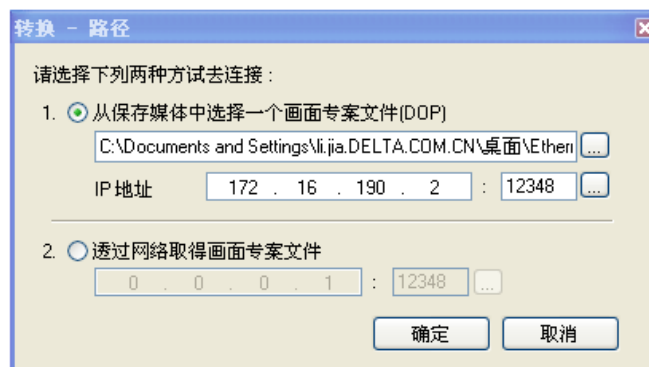 转换 - 路径
请选择下列两种方试去连接：
1. 从保存媒体中选择一个画面专案文件(DOP)
C:\Documents and Settings\li.jia.DELTA.COM.CN\桌面\Ethern ...
IP地址 172 . 16 . 190 . 2 : 12348 ...
2. 透过网络取得画面专案文件
0 . 0 . 0 . 1 : 12348 ...
确定 取消